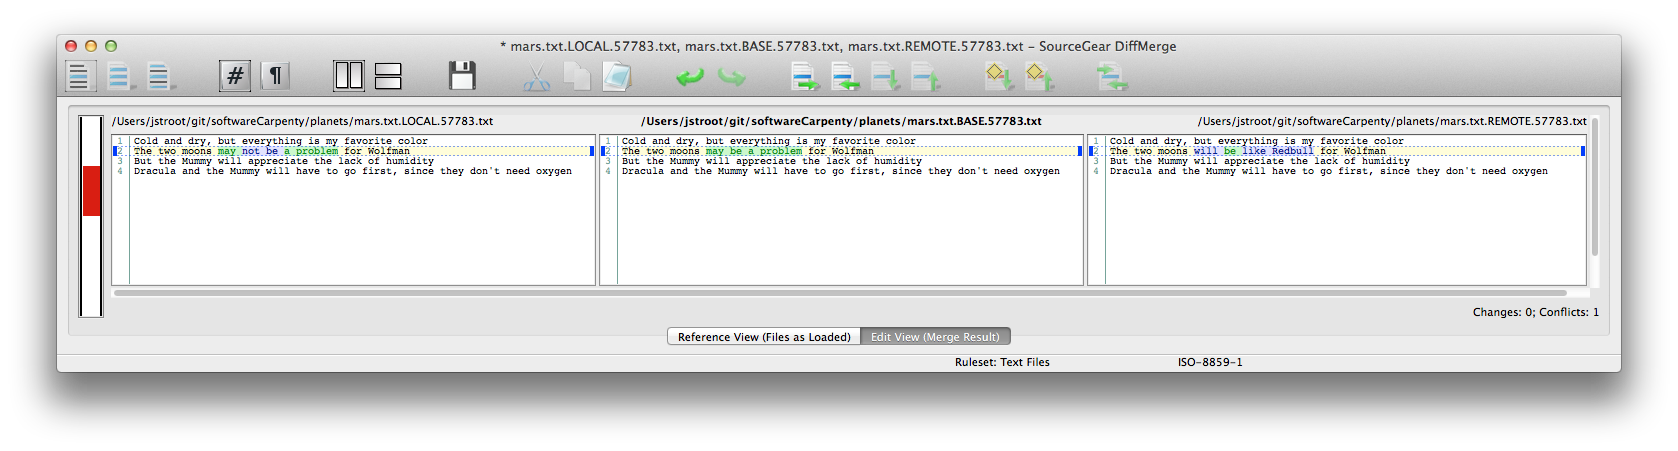 * mars.txt.LOCAL.57783.txt, mars.txt.BASE.57783.txt, mars.txt.REMOTE.57783.txt - SourceGear DiffMerge
# ¶
/Users/jstroot/git/softwareCarpenty/planets/mars.txt.LOCAL.57783.txt
1 Cold and dry, but everything is my favorite color
2 The two moons may not be a problem for Wolfman
3 But the Mummy will appreciate the lack of humidity
4 Dracula and the Mummy will have to go first, since they don't need oxygen
/Users/jstroot/git/softwareCarpenty/planets/mars.txt.BASE.57783.txt
1 Cold and dry, but everything is my favorite color
2 The two moons may be a problem for Wolfman
3 But the Mummy will appreciate the lack of humidity
4 Dracula and the Mummy will have to go first, since they don't need oxygen
/Users/jstroot/git/softwareCarpenty/planets/mars.txt.REMOTE.57783.txt
1 Cold and dry, but everything is my favorite color
2 The two moons will be like Redbull for Wolfman
3 But the Mummy will appreciate the lack of humidity
4 Dracula and the Mummy will have to go first, since they don't need oxygen
Changes: 0; Conflicts: 1
Reference View (Files as Loaded) Edit View (Merge Result)
Ruleset: Text Files ISO-8859-1